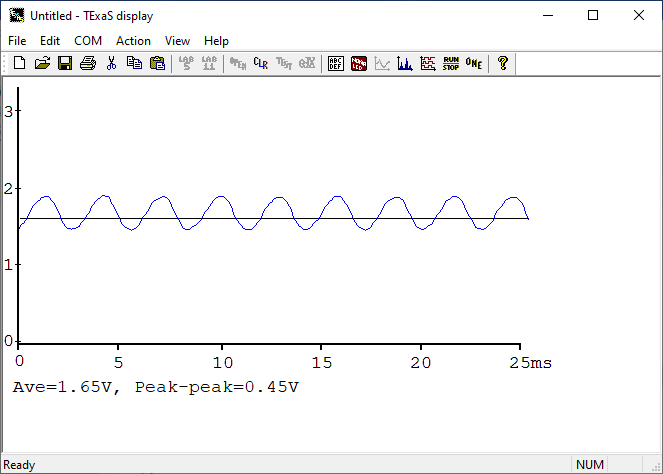 Untitled - TExaS display
File Edit COM Action View Help
LAB 5 LAB 11 OPEN CLR TEST ABC DEF RUN STOP ONE ?
3
2
1
0
0 5 10 15 20 25ms
Ave=1.65V, Peak-peak=0.45V
Ready NUM